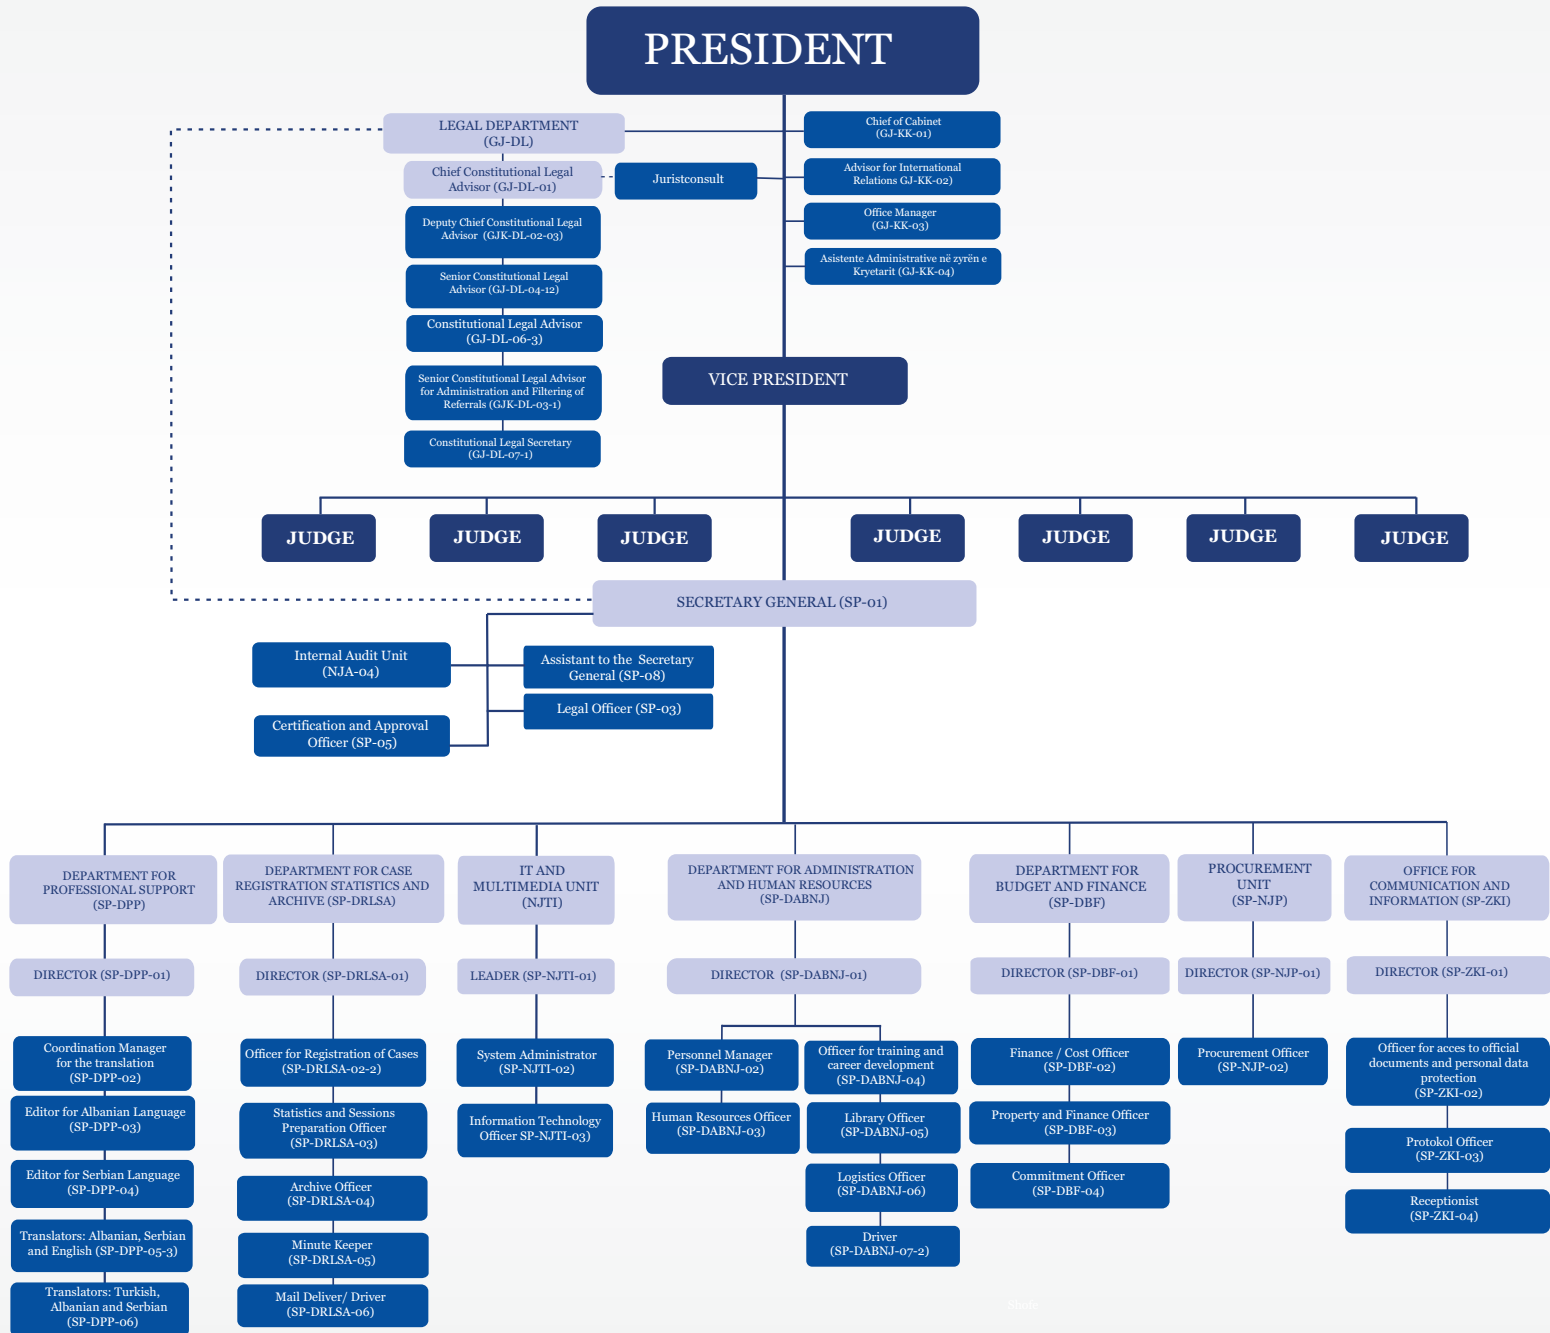 PRESIDENT
LEGAL DEPARTMENT
(GJ-DL)
Chief Constitutional Legal
Advisor (GJ-DL-01)
Juristconsult
Deputy Chief Constitutional Legal
Advisor (GJK-DL-02-03)
Senior Constitutional Legal
Advisor (GJ-DL-04-12)
Constitutional Legal Advisor
(GJ-DL-06-3)
Senior Constitutional Legal Advisor
for Administration and Filtering of
Referrals (GJK-DL-03-1)
Constitutional Legal Secretary
(GJ-DL-07-1)
Chief of Cabinet
(GJ-KK-01)
Advisor for International
Relations GJ-KK-02)
Office Manager
(GJ-KK-03)
Asistente Administrative në zyrën e
Kryetarit (GJ-KK-04)
VICE PRESIDENT
JUDGE
JUDGE
JUDGE
JUDGE
JUDGE
JUDGE
JUDGE
SECRETARY GENERAL (SP-01)
Internal Audit Unit
(NJA-04)
Assistant to the Secretary
General (SP-08)
Legal Officer (SP-03)
Certification and Approval
Officer (SP-05)
DEPARTMENT FOR
PROFESSIONAL SUPPORT
(SP-DPP)
DIRECTOR (SP-DPP-01)
Coordination Manager
for the translation
(SP-DPP-02)
Editor for Albanian Language
(SP-DPP-03)
Editor for Serbian Language
(SP-DPP-04)
Translators: Albanian, Serbian
and English (SP-DPP-05-3)
Translators: Turkish,
Albanian and Serbian
(SP-DPP-06)
DEPARTMENT FOR CASE
REGISTRATION STATISTICS AND
ARCHIVE (SP-DRLSA)
DIRECTOR (SP-DRLSA-01)
Officer for Registration of Cases
(SP-DRLSA-02-2)
Statistics and Sessions
Preparation Officer
(SP-DRLSA-03)
Archive Officer
(SP-DRLSA-04)
Minute Keeper
(SP-DRLSA-05)
Mail Deliver/ Driver
(SP-DRLSA-06)
IT AND
MULTIMEDIA UNIT
(NJTI)
LEADER (SP-NJTI-01)
System Administrator
(SP-NJTI-02)
Information Technology
Officer SP-NJTI-03)
DEPARTMENT FOR ADMINISTRATION
AND HUMAN RESOURCES
(SP-DABNJ)
DIRECTOR (SP-DABNJ-01)
Personnel Manager
(SP-DABNJ-02)
Human Resources Officer
(SP-DABNJ-03)
Officer for training and
career development
(SP-DABNJ-04)
Library Officer
(SP-DABNJ-05)
Logistics Officer
(SP-DABNJ-06)
Driver
(SP-DABNJ-07-2)
DEPARTMENT FOR
BUDGET AND FINANCE
(SP-DBF)
DIRECTOR (SP-DBF-01)
Finance / Cost Officer
(SP-DBF-02)
Property and Finance Officer
(SP-DBF-03)
Commitment Officer
(SP-DBF-04)
PROCUREMENT
UNIT
(SP-NJP)
DIRECTOR (SP-NJP-01)
Procurement Officer
(SP-NJP-02)
OFFICE FOR
COMMUNICATION AND
INFORMATION (SP-ZKI)
DIRECTOR (SP-ZKI-01)
Officer for acces to official
documents and personal data
protection
(SP-ZKI-02)
Protokol Officer
(SP-ZKI-03)
Receptionist
(SP-ZKI-04)